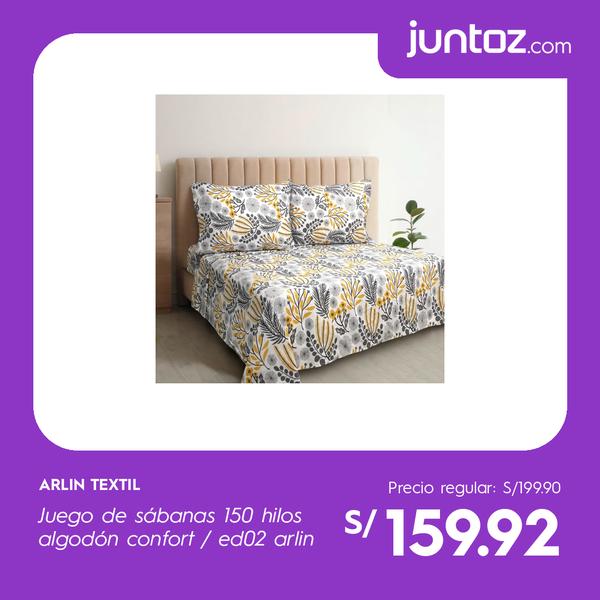 juntoz.com
ARLIN TEXTIL
Juego de sábanas 150 hilos
algodón confort / ed02 arlin
Precio regular: S/199.90
S/159.92